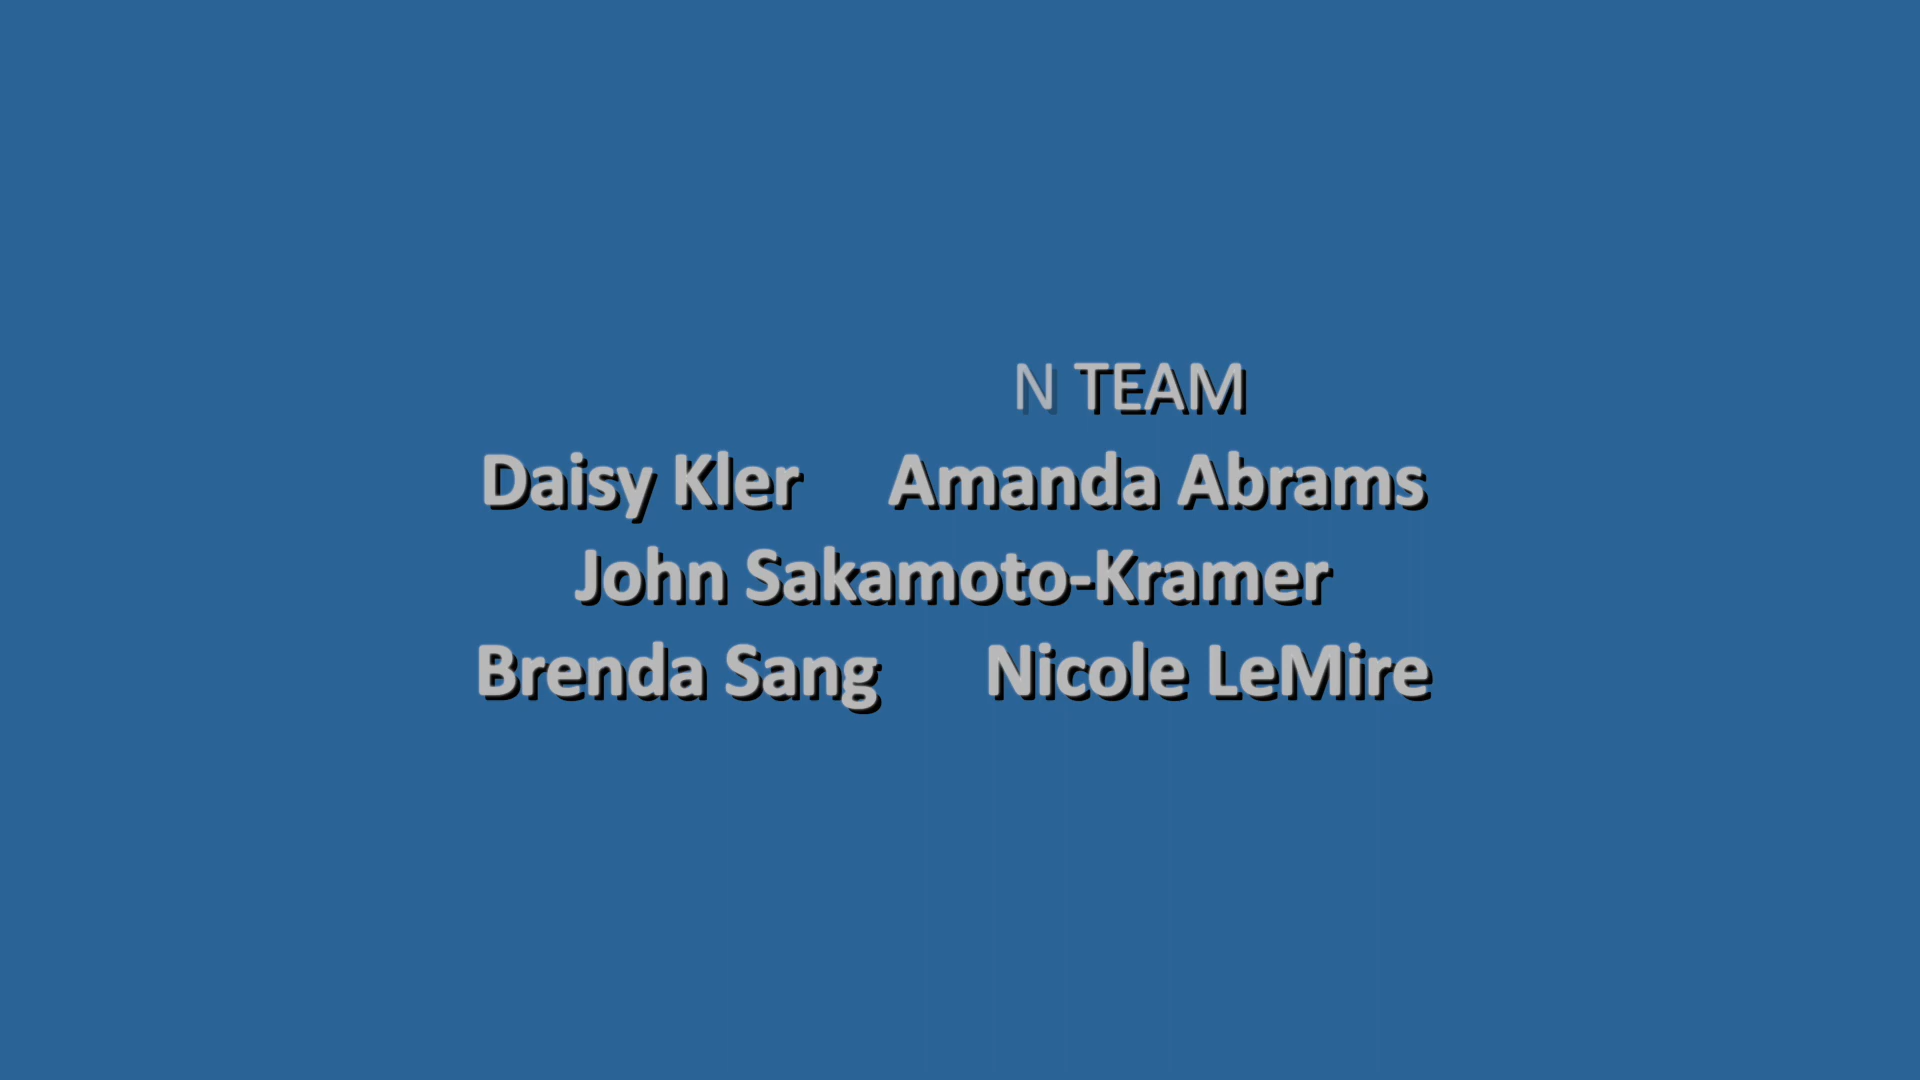 N TEAM
Daisy Kler Amanda Abrams
John Sakamoto-Kramer
Brenda Sang Nicole LeMire